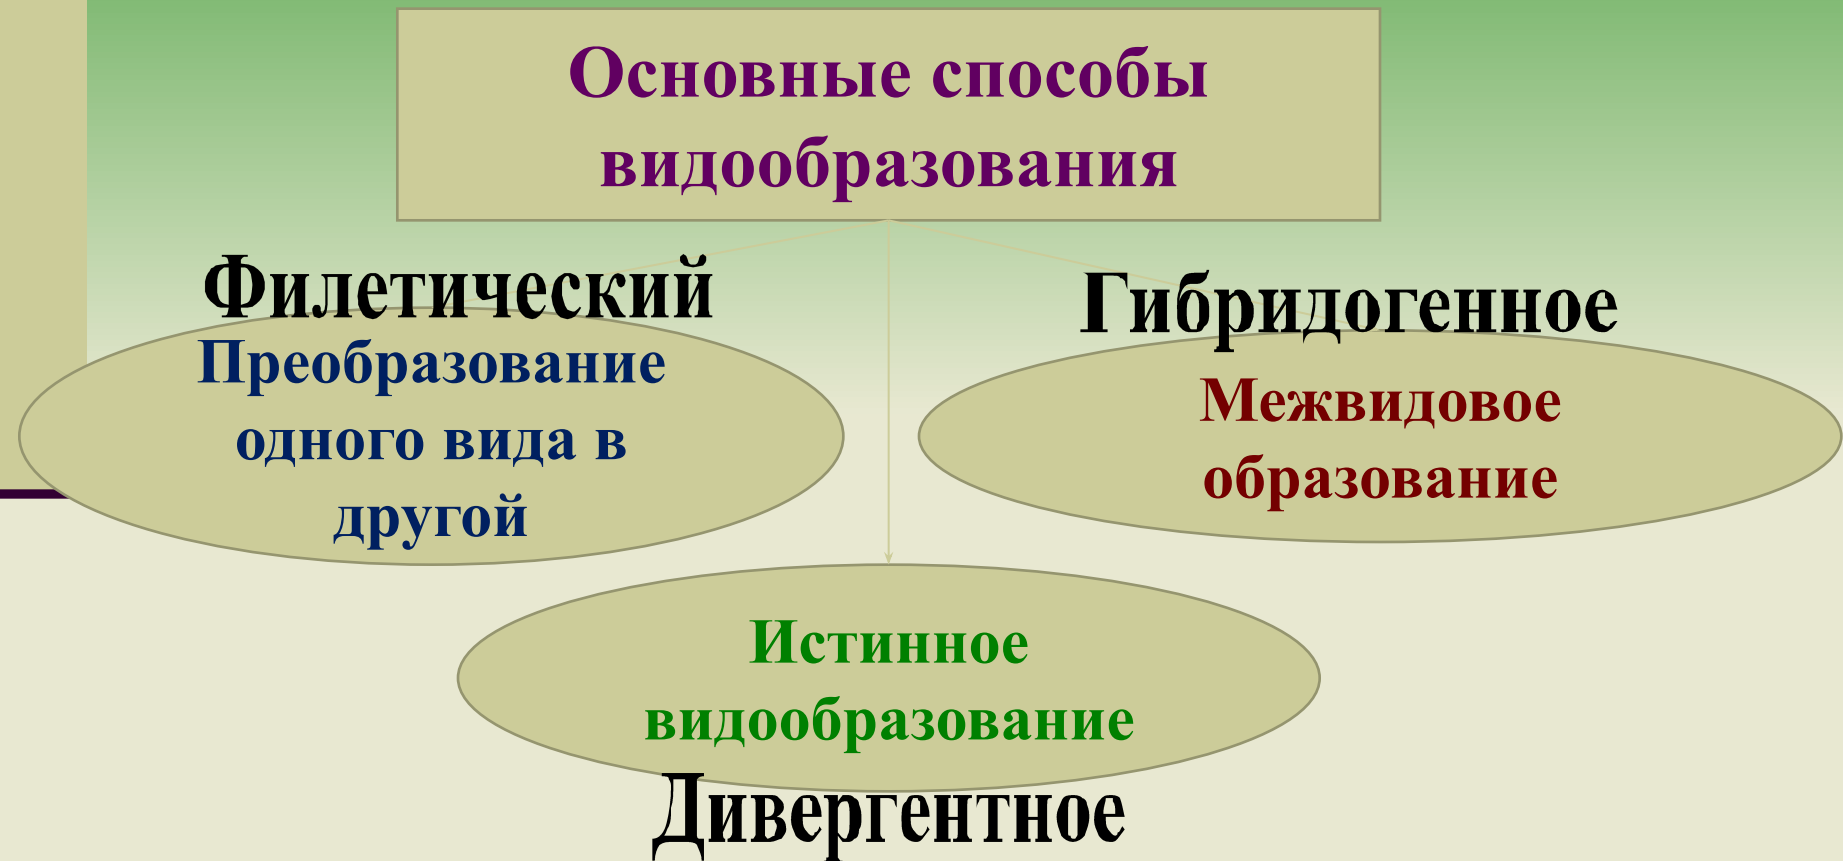 Основные способы
видообразования
Филетический
Преобразование
одного вида в
другой
Гибридогенное
Межвидовое
образование
Истинное
видообразование
Дивергентное